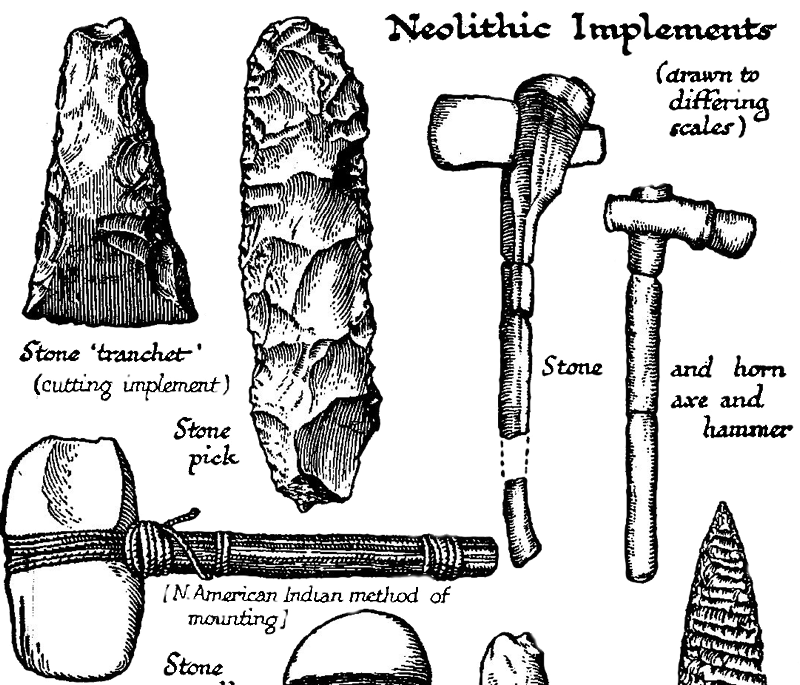 Neolithic Implements
(drawn to
differing
scales)
Stone 'tranchet'
(cutting implement)
Stone
pick
Stone and horn
axe and
hammer
[N. American Indian method of
mounting]
Stone